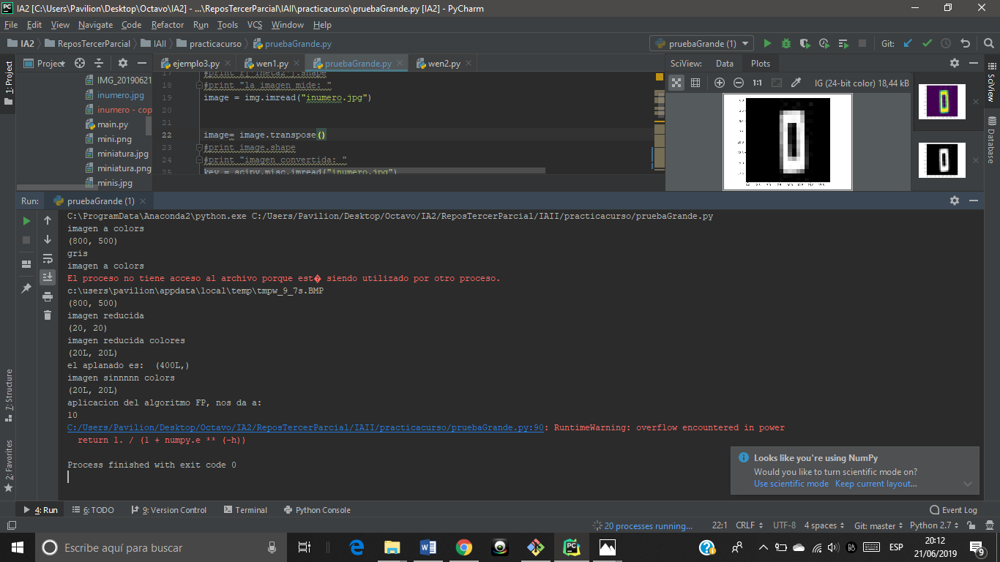 IA2 [C:\Users\Pavilion\Desktop\Octavo\IA2] - ...\ReposTercerParcial\IAII\practicacurso\pruebaGrande.py [IA2] - PyCharm
File Edit View Navigate Code Refactor Run Tools VCS Window Help
IA2 ReposTercerParcial IAII practicacurso pruebaGrande.py pruebaGrande (1) Git:
1: Project
Project
ejemplo3.py wen1.py pruebaGrande.py wen2.py
SciView: Data Plots
IMG_20190621
inumero.jpg
inumero - cop
main.py
mini.png
miniatura.jpg
miniatura.png
minis.jpg
17 #print r['Theta2'].shape
18 #print "la imagen mide: "
19 image = img.imread("inumero.jpg")
20
21
22 image= image.transpose()
23 #print image.shape
24 #print "imagen convertida: "
25 key = scipy.misc.imread("inumero.jpg")
1:1 IG (24-bit color) 18,44 kB
SciView
Database
Run: pruebaGrande (1)
C:\ProgramData\Anaconda2\python.exe C:/Users/Pavilion/Desktop/Octavo/IA2/ReposTercerParcial/IAII/practicacurso/pruebaGrande.py
imagen a colors
(800, 500)
gris
imagen a colors
El proceso no tiene acceso al archivo porque est� siendo utilizado por otro proceso.
c:\users\pavilion\appdata\local\temp\tmpw_9_7s.BMP
(800, 500)
imagen reducida
(20, 20)
imagen reducida colores
(20L, 20L)
el aplanado es:  (400L,)
imagen sinnnnn colors
(20L, 20L)
aplicacion del algoritmo FP, nos da a:
10
C:/Users/Pavilion/Desktop/Octavo/IA2/ReposTercerParcial/IAII/practicacurso/pruebaGrande.py:90: RuntimeWarning: overflow encountered in power
return 1. / (1 + numpy.e ** (-h))
Process finished with exit code 0
7: Structure
2: Favorites
Looks like you're using NumPy
Would you like to turn scientific mode on?
Use scientific mode Keep current layout...
4: Run 6: TODO 9: Version Control Terminal Python Console Event Log
20 processes running... 22:1 CRLF UTF-8 4 spaces Git: master Python 2.7
Escribe aquí para buscar
ESP
20:12
21/06/2019
9